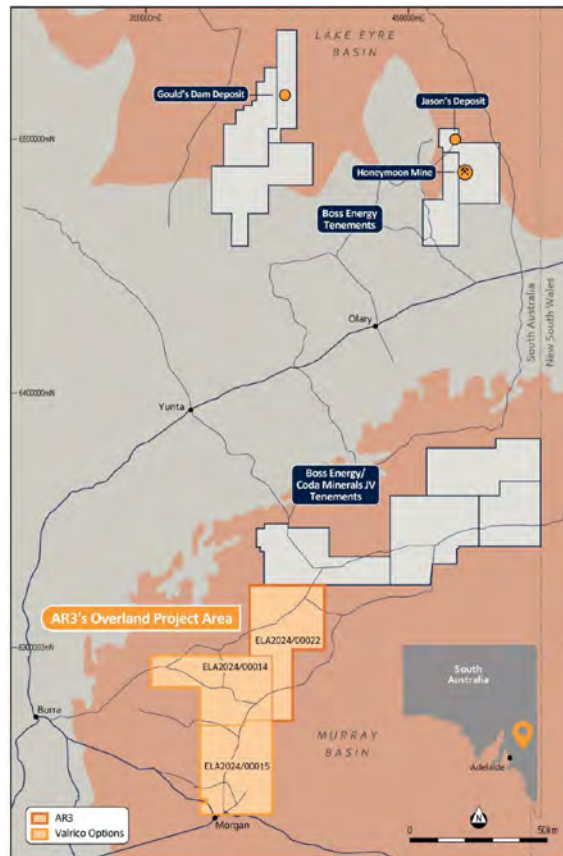 350000mE
450000mE
LAKE EYRE
BASIN
Gould's Dam Deposit
Jason's Deposit
Honeymoon Mine
Boss Energy
Tenements
Olary
South Australia
New South Wales
6400000mN
Yunta
Boss Energy/
Coda Minerals JV
Tenements
AR3's Overland Project Area
ELA2024/00022
ELA2024/00014
6300000mN
South
Australia
Burra
MURRAY
BASIN
Adelaide
ELA2024/00015
AR3
Valrico Options
Morgan
N
0
50km